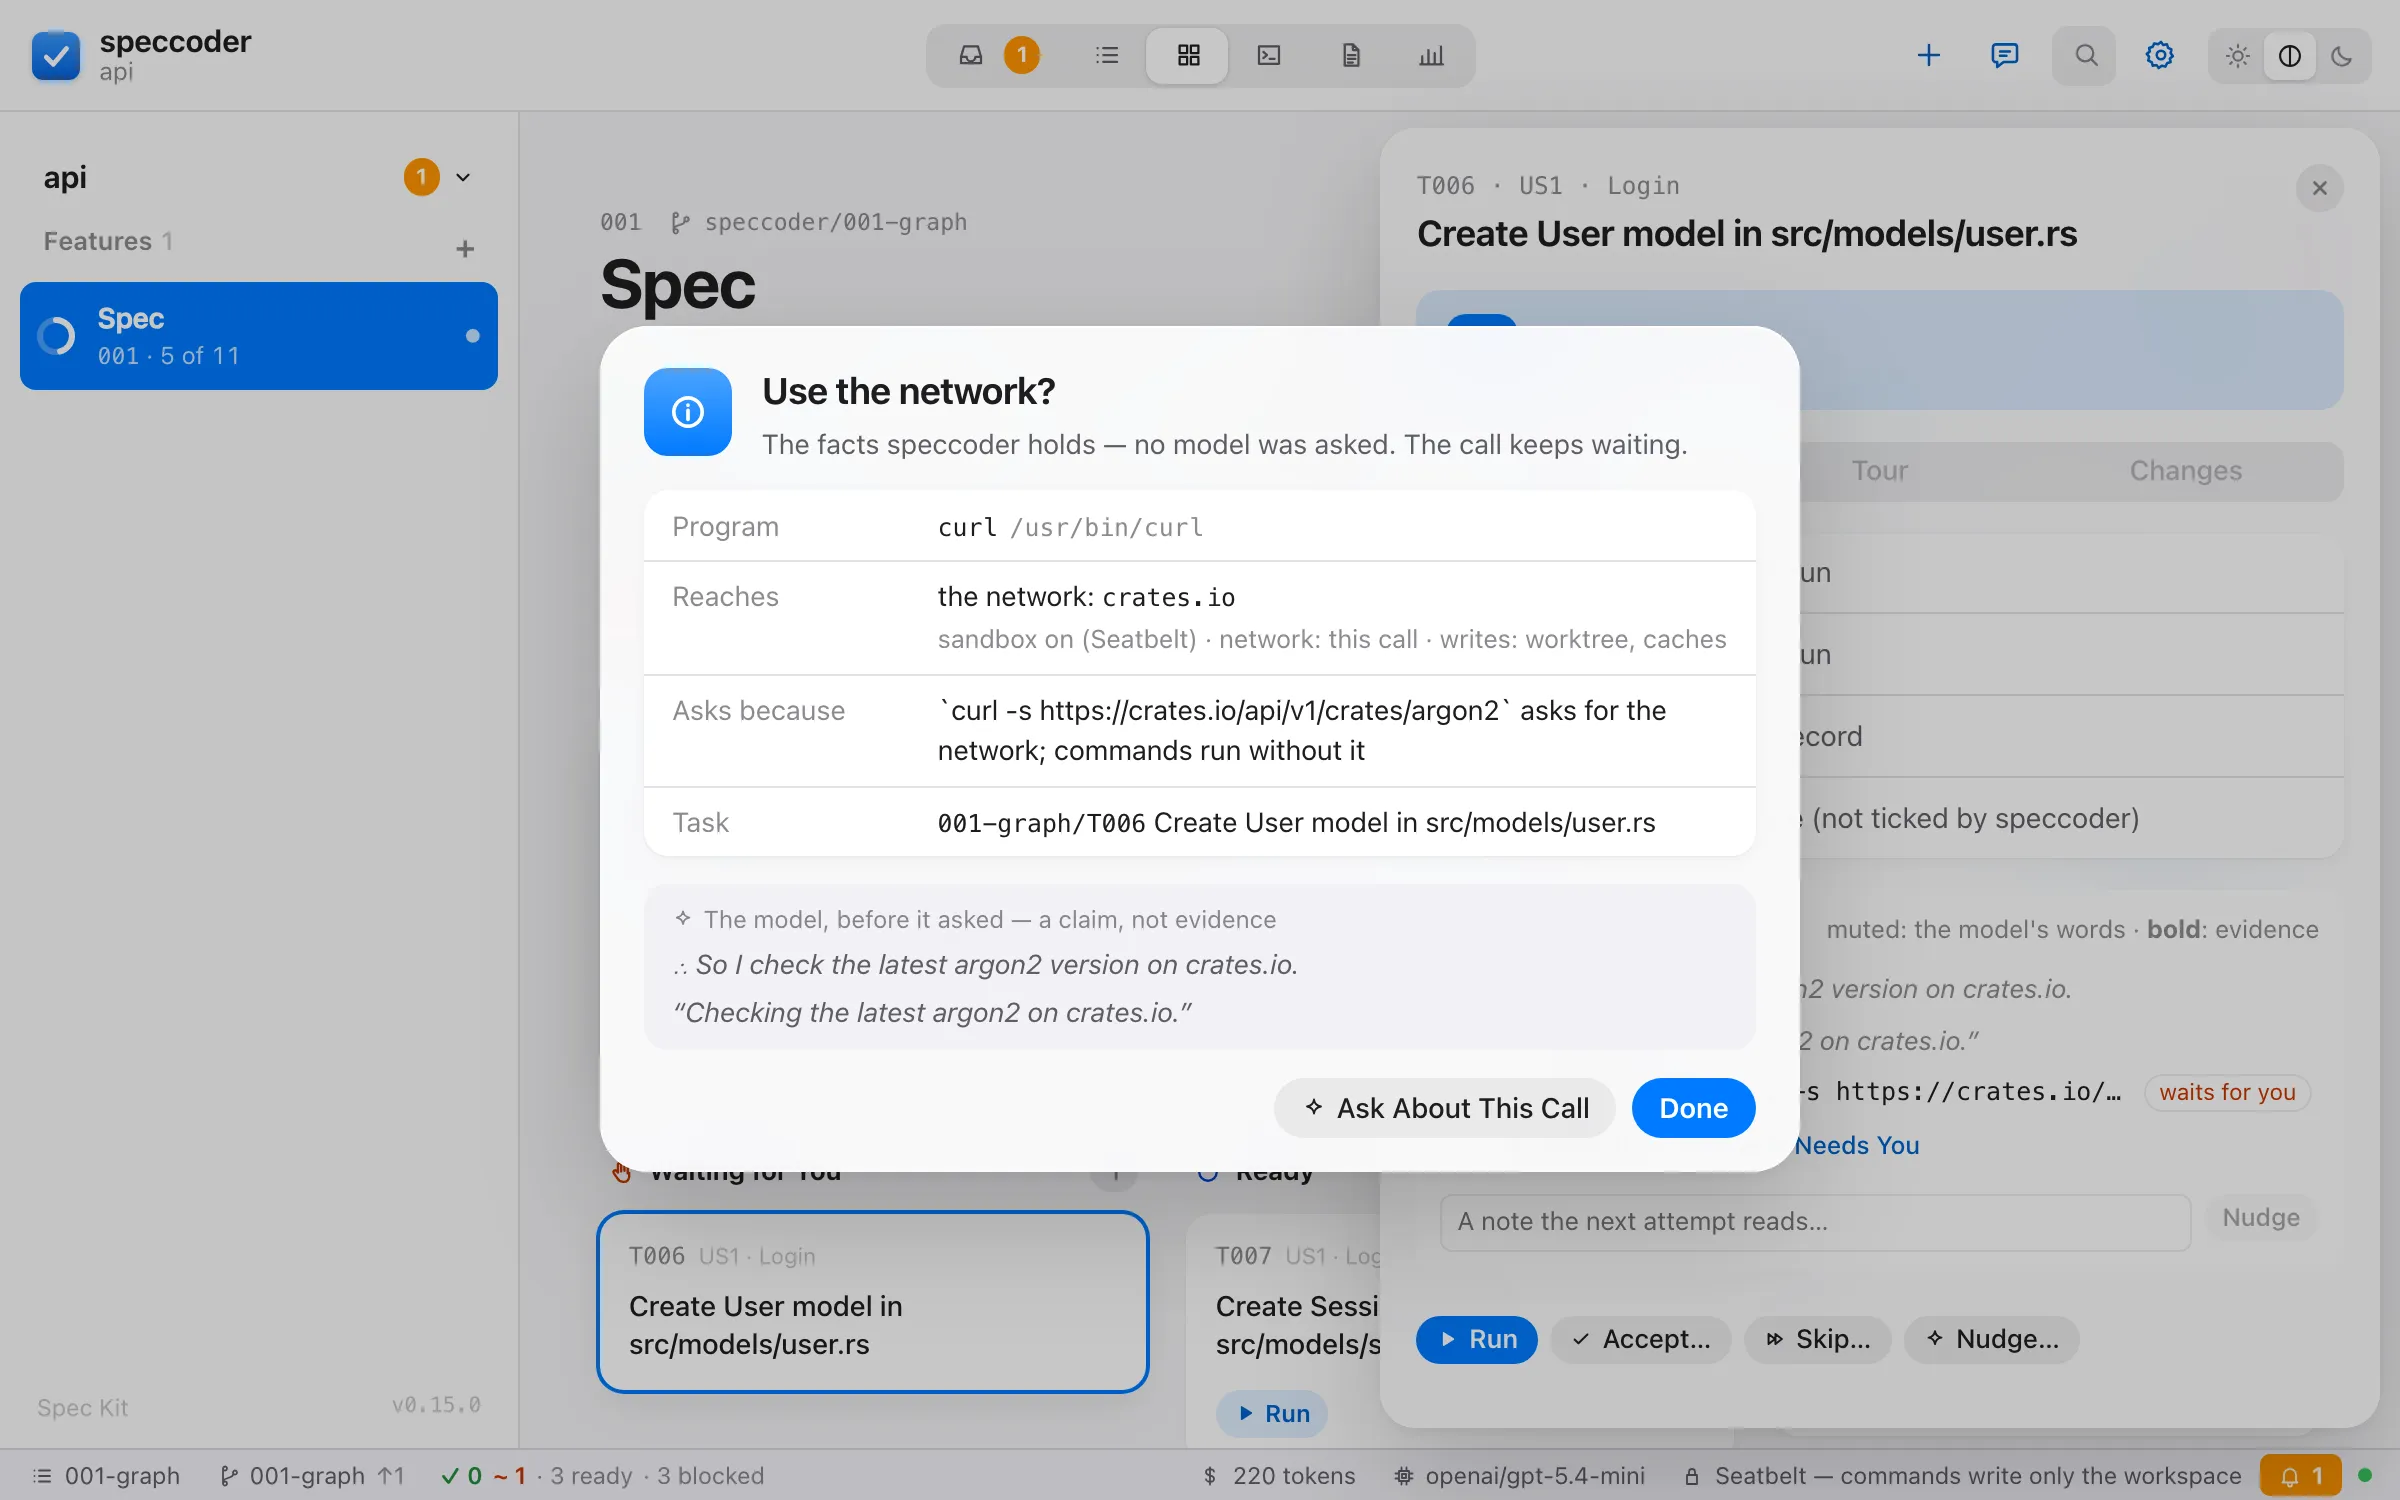 speccoder
api
1
api
1
Features 1
Spec
001 · 5 of 11
Spec Kit
v0.15.0
001 speccoder/001-graph
Spec
T006 · US1 · Login
Create User model in src/models/user.rs
Tour
Changes
un
un
ecord
(not ticked by speccoder)
muted: the model's words · bold: evidence
version on crates.io.
on crates.io.”
-s https://crates.io/…
waits for you
Needs You
A note the next attempt reads...
Nudge
Run
Accept...
Skip...
Nudge...
Use the network?
The facts speccoder holds — no model was asked. The call keeps waiting.
Program
curl /usr/bin/curl
Reaches
the network: crates.io
sandbox on (Seatbelt) · network: this call · writes: worktree, caches
Asks because
`curl -s https://crates.io/api/v1/crates/argon2` asks for the
network; commands run without it
Task
001-graph/T006 Create User model in src/models/user.rs
The model, before it asked — a claim, not evidence
∴ So I check the latest argon2 version on crates.io.
“Checking the latest argon2 on crates.io.”
Ask About This Call
Done
Waiting for You
Ready
T006 US1 · Login
Create User model in
src/models/user.rs
T007 US1 · Log
Create Sessi
src/models/s
Run
001-graph
001-graph ↑1
✓ 0 ~ 1 · 3 ready · 3 blocked
$ 220 tokens
openai/gpt-5.4-mini
Seatbelt — commands write only the workspace
1